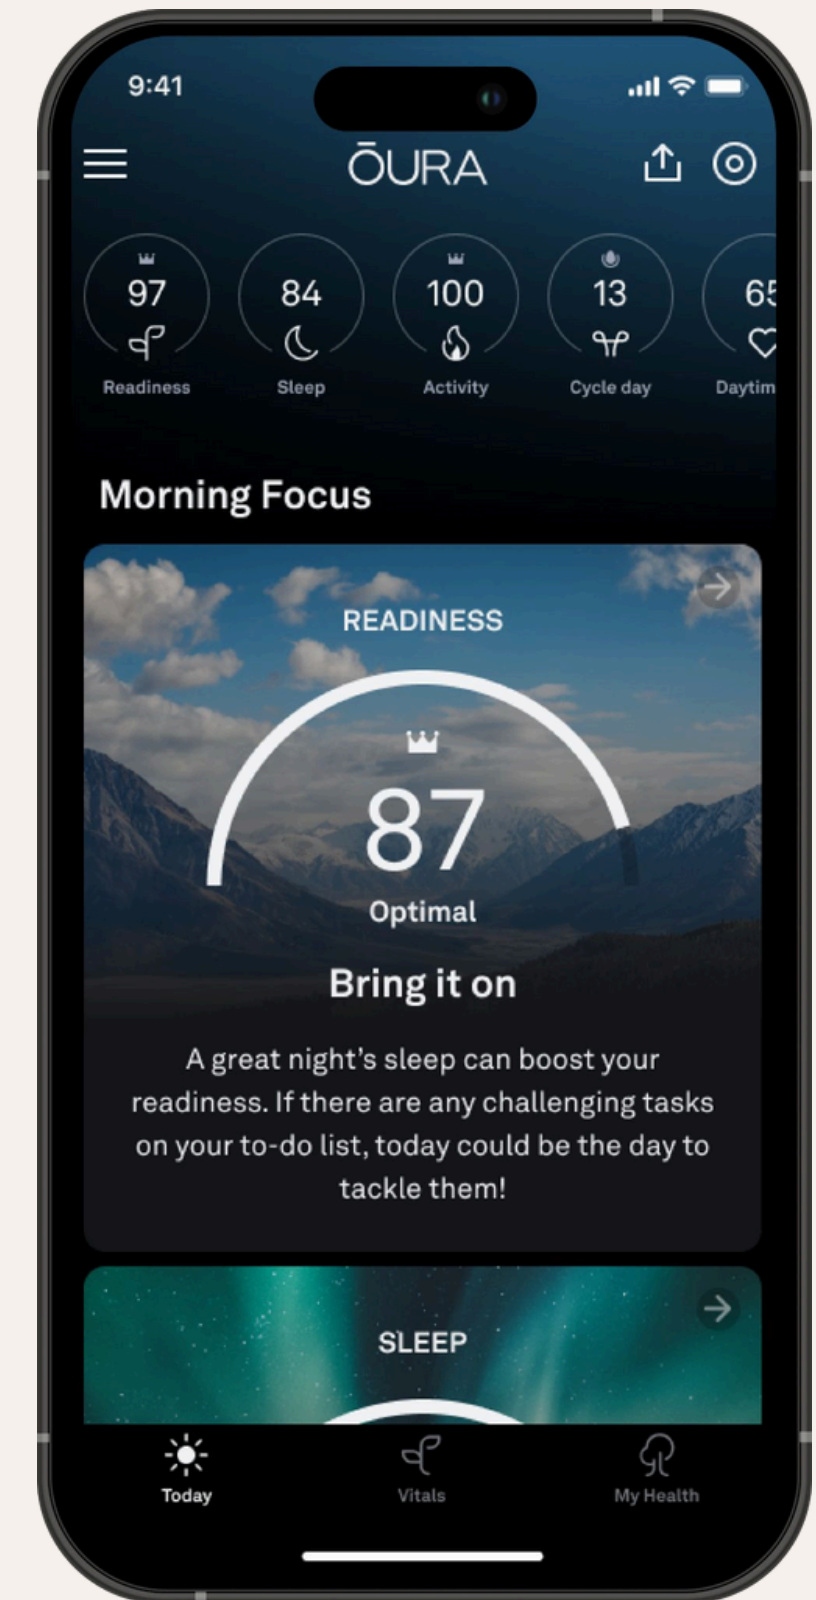 9:41
ŌURA
97 84 100 13 65
Readiness Sleep Activity Cycle day Daytim
Morning Focus
READINESS
87
Optimal
Bring it on
A great night’s sleep can boost your
readiness. If there are any challenging tasks
on your to-do list, today could be the day to
tackle them!
SLEEP
Today Vitals My Health